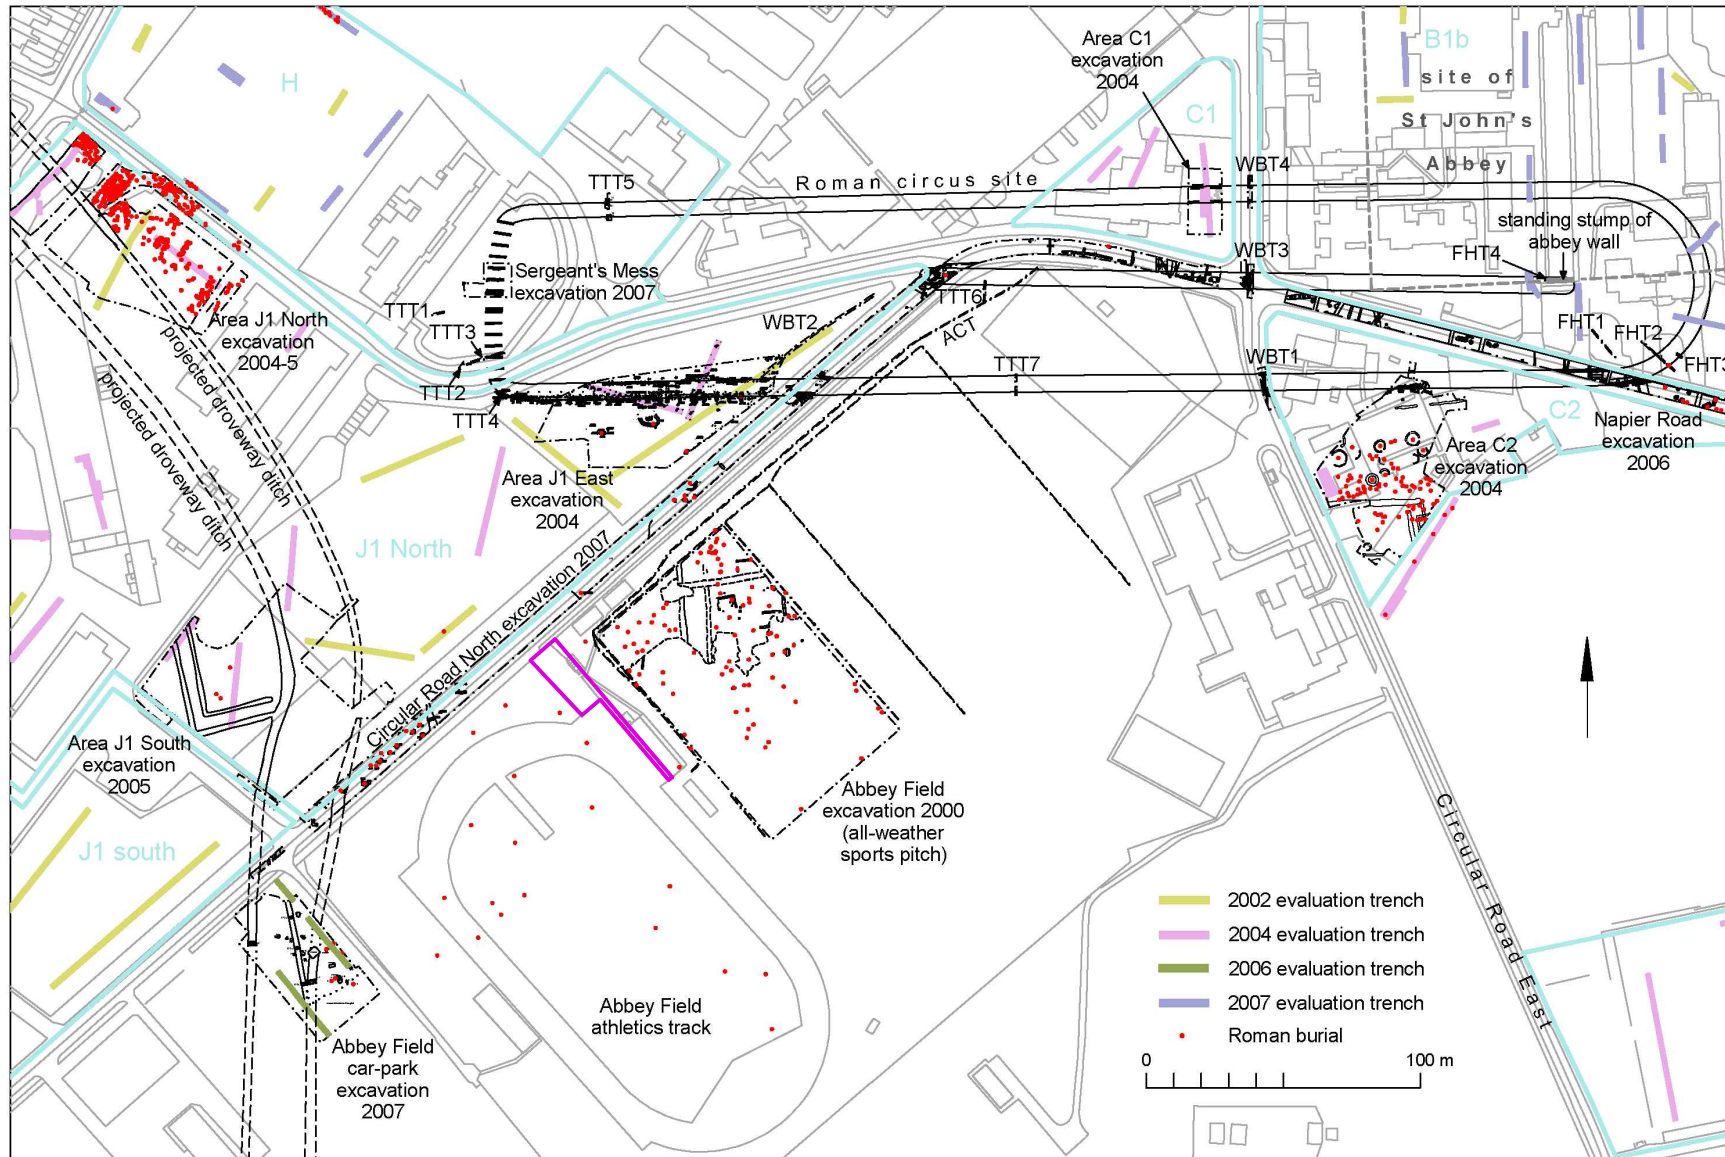 Area C1
excavation
2004
B1b
site of
St John's
Abbey
H
C1
WBT4
TTT5
Roman circus site
standing stump of
abbey wall
FHT4
WBT3
Sergeant's Mess
excavation 2007
TTT1
TTT3
TTT6
WBT2
ACT
Area J1 North
excavation
2004-5
projected droveway ditch
projected droveway ditch
TTT2
TTT4
TTT7
WBT1
FHT1
FHT2
FHT3
C2
Napier Road
excavation
2006
Area C2
excavation
2004
Area J1 East
excavation
2004
J1 North
Circular Road North excavation 2007
Area J1 South
excavation
2005
Abbey Field
excavation 2000
(all-weather
sports pitch)
J1 south
Circular Road East
Abbey Field
athletics track
Abbey Field
car-park
excavation
2007
2002 evaluation trench
2004 evaluation trench
2006 evaluation trench
2007 evaluation trench
Roman burial
0 100 m